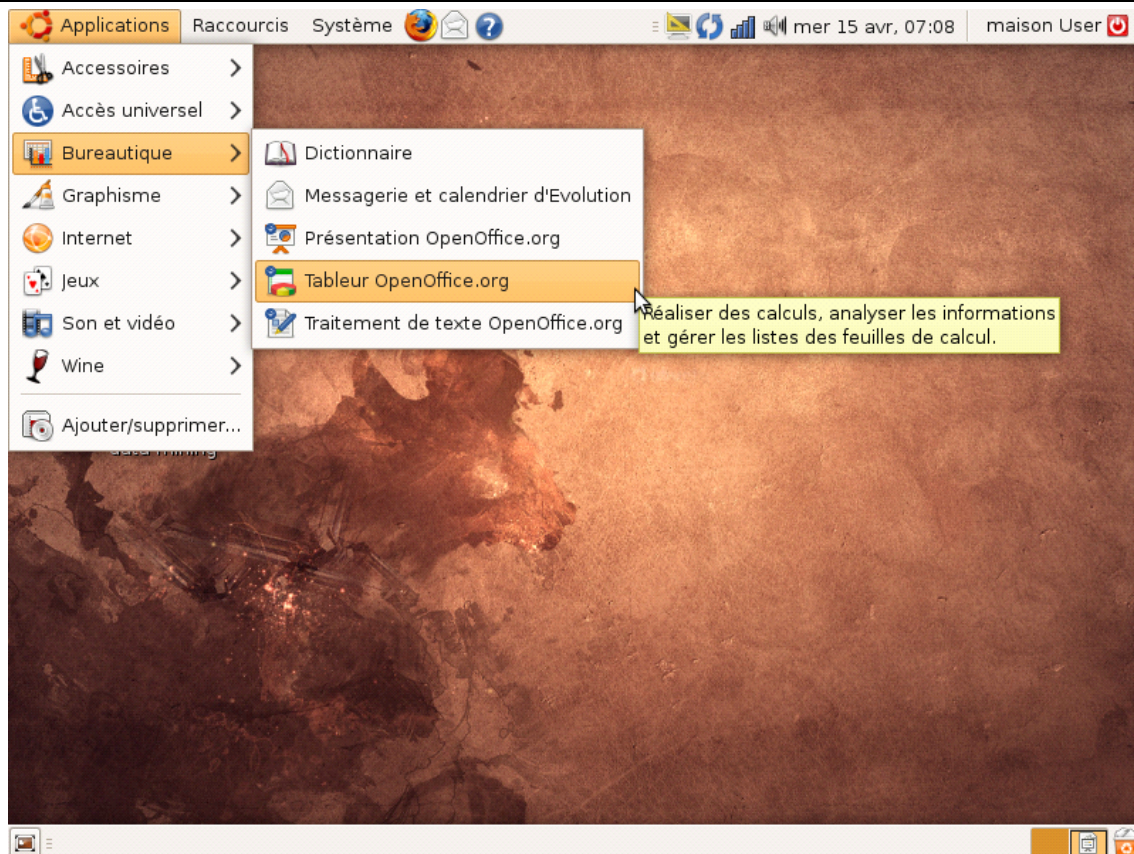 Applications Raccourcis Système mer 15 avr, 07:08 maison User
Accessoires
Accès universel
Bureautique
Graphisme
Internet
Jeux
Son et vidéo
Wine
Ajouter/supprimer...
Dictionnaire
Messagerie et calendrier d'Evolution
Présentation OpenOffice.org
Tableur OpenOffice.org
Traitement de texte OpenOffice.org
Réaliser des calculs, analyser les informations
et gérer les listes des feuilles de calcul.
data mining